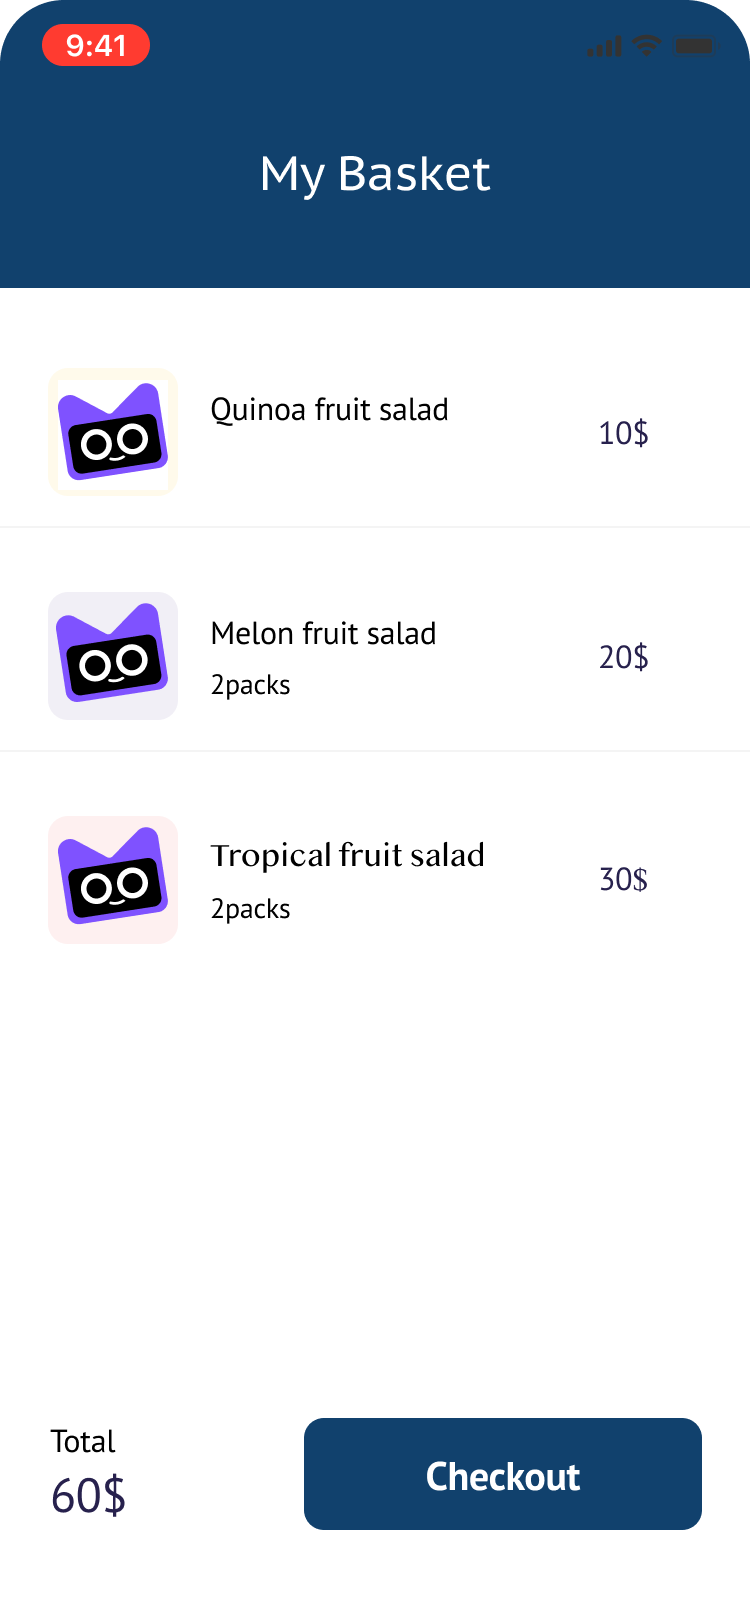 9:41
My Basket
Quinoa fruit salad
10$
Melon fruit salad
20$
2packs
Tropical fruit salad
30$
2packs
Total
60$
Checkout